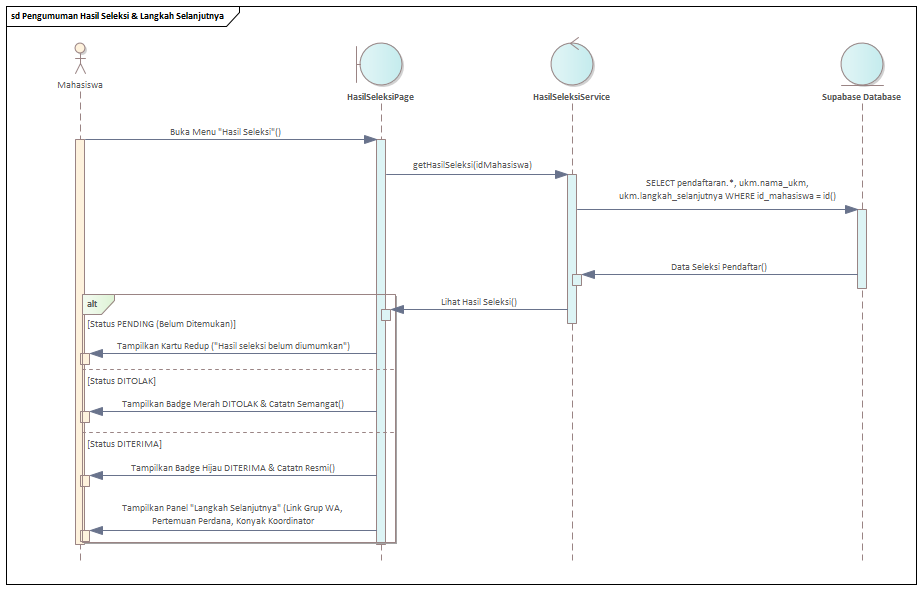 sd Pengumuman Hasil Seleksi & Langkah Selanjutnya
Mahasiswa
HasilSeleksiPage
HasilSeleksiService
Supabase Database
Buka Menu "Hasil Seleksi"()
getHasilSeleksi(idMahasiswa)
SELECT pendaftaran.*, ukm.nama_ukm,
ukm.langkah_selanjutnya WHERE id_mahasiswa = id()
Data Seleksi Pendaftar()
Lihat Hasil Seleksi()
alt
[Status PENDING (Belum Ditemukan)]
Tampilkan Kartu Redup ("Hasil seleksi belum diumumkan")
[Status DITOLAK]
Tampilkan Badge Merah DITOLAK & Catatn Semangat()
[Status DITERIMA]
Tampilkan Badge Hijau DITERIMA & Catatn Resmi()
Tampilkan Panel "Langkah Selanjutnya" (Link Grup WA,
Pertemuan Perdana, Konyak Koordinator